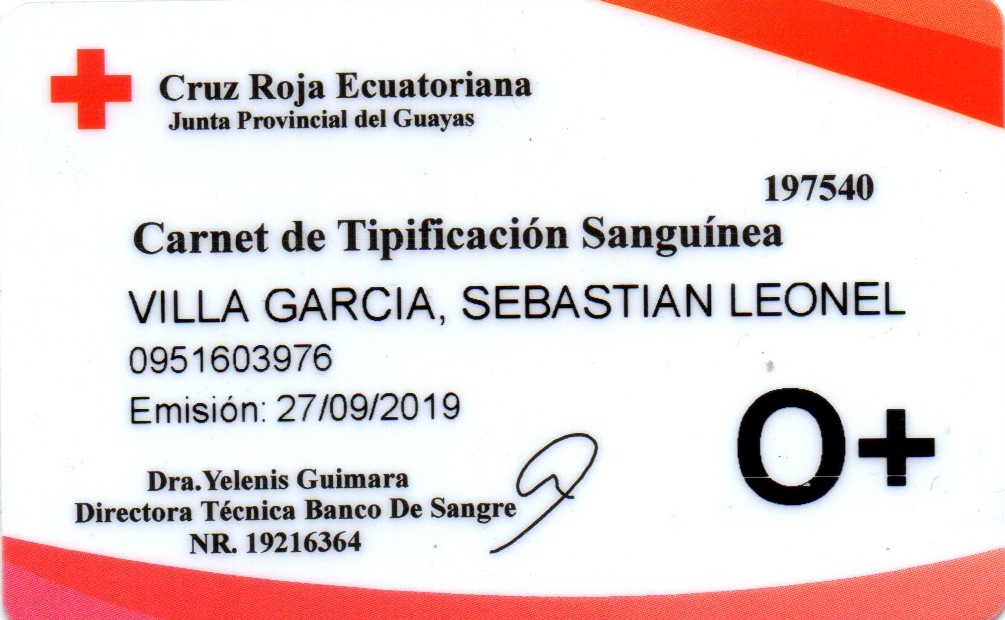 Cruz Roja Ecuatoriana
Junta Provincial del Guayas
197540
Carnet de Tipificación Sanguínea
VILLA GARCIA, SEBASTIAN LEONEL
0951603976
Emisión: 27/09/2019
O+
Dra.Yelenis Guimara
Directora Técnica Banco De Sangre
NR. 19216364